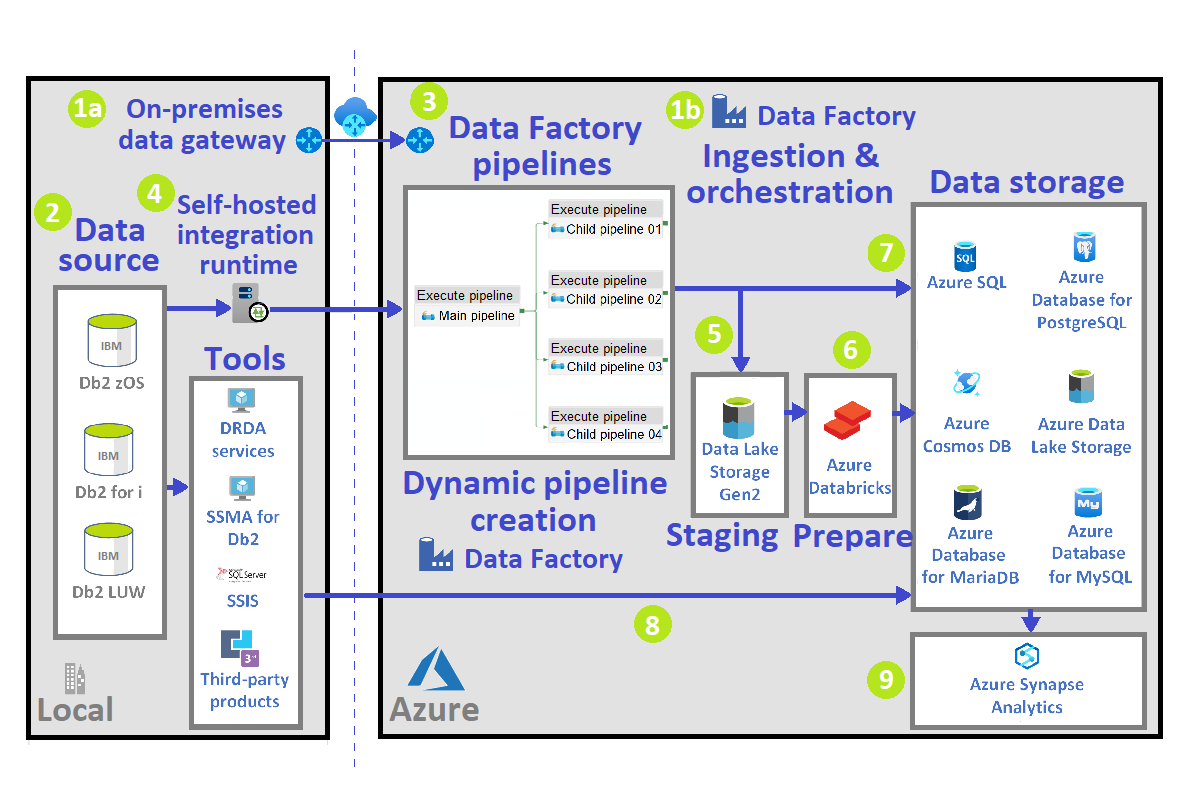 1a
On-premises
data gateway
2
Data
source
4
Self-hosted
integration
runtime
IBM
Db2 zOS
IBM
Db2 for i
IBM
Db2 LUW
Tools
DRDA
services
SSMA for
Db2
SQL Server
SSIS
3rd
Third-party
products
Local
3
Data Factory
pipelines
Execute pipeline
Main pipeline
Execute pipeline
Child pipeline 01
Execute pipeline
Child pipeline 02
Execute pipeline
Child pipeline 03
Execute pipeline
Child pipeline 04
Dynamic pipeline
creation
Data Factory
1b
Data Factory
Ingestion &
orchestration
5
Data Lake
Storage
Gen2
Staging
6
Azure
Databricks
Prepare
7
8
Azure
Data storage
SQL
Azure SQL
Azure
Database for
PostgreSQL
Azure
Cosmos DB
Azure Data
Lake Storage
Azure
Database
for MariaDB
My
Azure
Database
for MySQL
9
Azure Synapse
Analytics